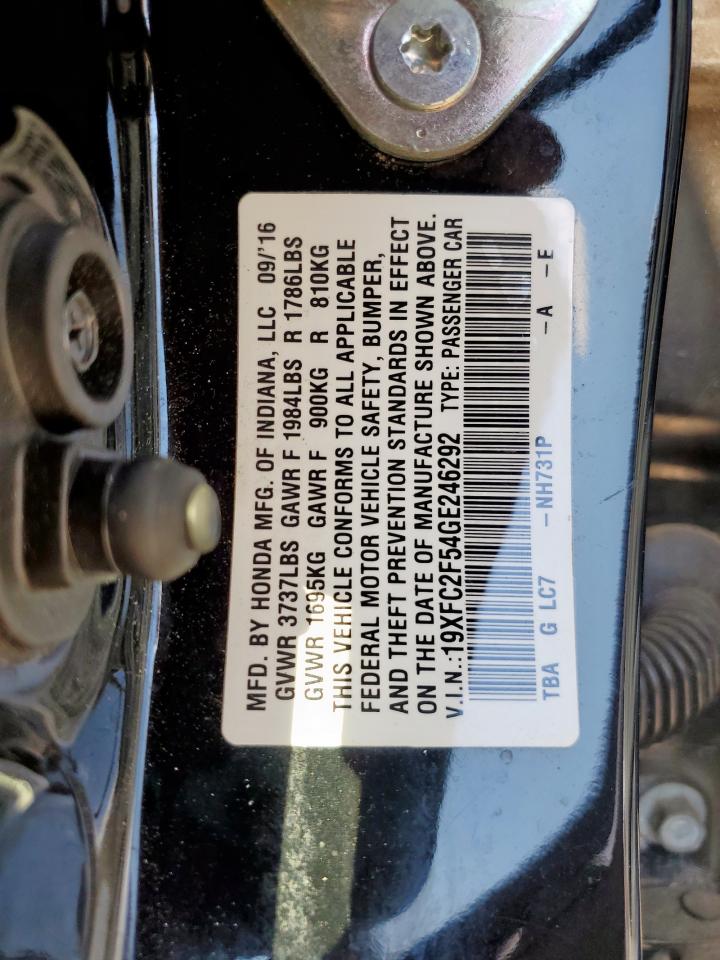 MFD. BY HONDA MFG. OF INDIANA, LLC 09/'16
GVWR 3737LBS GAWR F 1984LBS R 1786LBS
GVWR 1695KG GAWR F 900KG R 810KG
THIS VEHICLE CONFORMS TO ALL APPLICABLE
FEDERAL MOTOR VEHICLE SAFETY, BUMPER,
AND THEFT PREVENTION STANDARDS IN EFFECT
ON THE DATE OF MANUFACTURE SHOWN ABOVE.
V.I.N.:19XFC2F54GE246292 TYPE: PASSENGER CAR
TBA G LC7 -NH731P -A -E